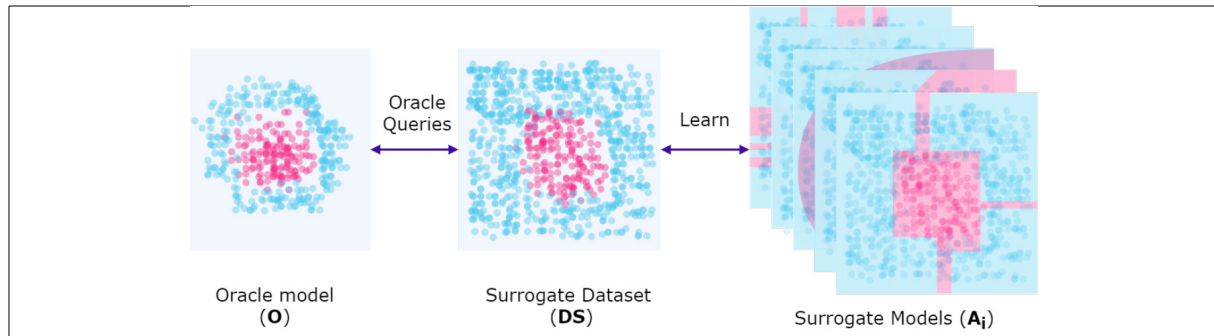 Oracle
Queries
Learn
Oracle model
(O)
Surrogate Dataset
(DS)
Surrogate Models (Ai)